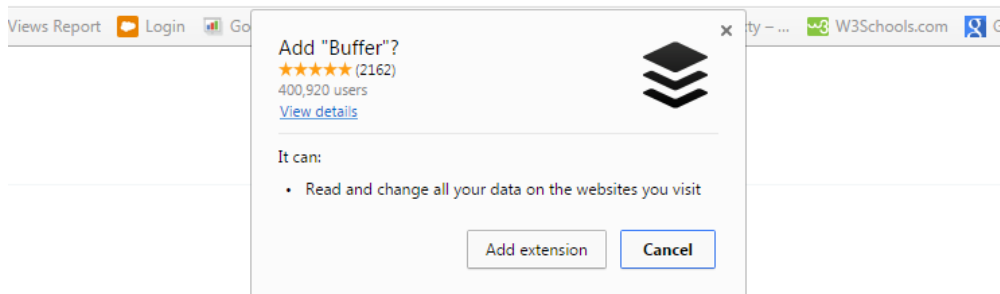 Views Report Login Go
ty – ... W3Schools.com G
Add "Buffer"?
★★★★★ (2162)
400,920 users
View details
It can:
• Read and change all your data on the websites you visit
Add extension Cancel